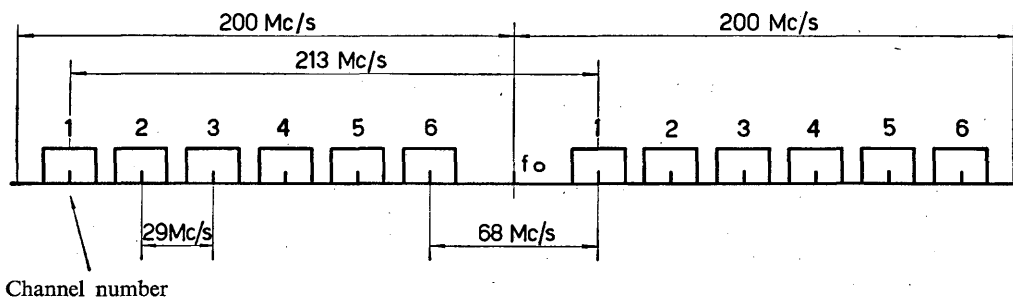 200 Mc/s 200 Mc/s
213 Mc/s
1 2 3 4 5 6 1 2 3 4 5 6
fo
29Mc/s 68 Mc/s
Channel number